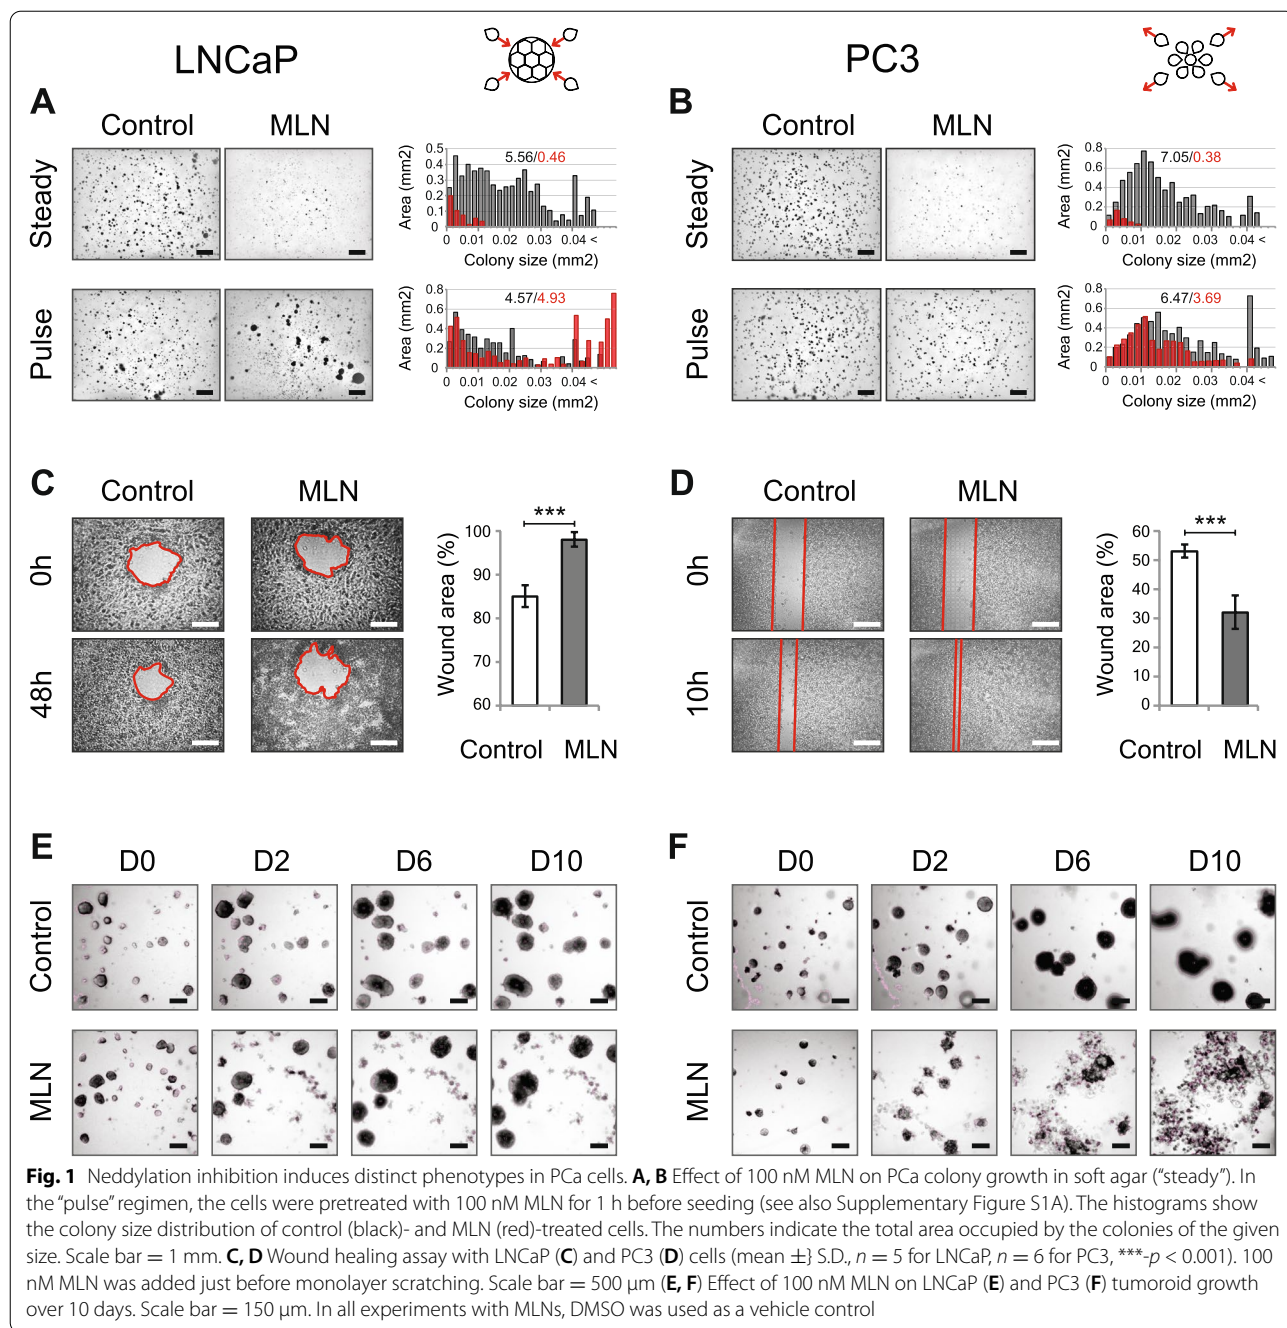 LNCaP
PC3
A
Control
MLN
Steady
Area (mm2)
0.5
0.4
0.3
0.2
0.1
0
5.56/0.46
0 0.01 0.02 0.03 0.04 <
Colony size (mm2)
Pulse
Area (mm2)
0.8
0.6
0.4
0.2
0
4.57/4.93
0 0.01 0.02 0.03 0.04 <
Colony size (mm2)
B
Control
MLN
Steady
Area (mm2)
0.8
0.6
0.4
0.2
0
7.05/0.38
0.01 0.02 0.03 0.04 <
Colony size (mm2)
Pulse
Area (mm2)
0.8
0.6
0.4
0.2
0
6.47/3.69
0 0.01 0.02 0.03 0.04 <
Colony size (mm2)
C
Control
MLN
0h
48h
Wound area (%)
100
90
80
70
60
***
Control MLN
D
Control
MLN
0h
10h
Wound area (%)
60
50
40
30
20
10
0
***
Control MLN
E
D0 D2 D6 D10
Control
MLN
F
D0 D2 D6 D10
Control
MLN
Fig. 1 Neddylation inhibition induces distinct phenotypes in PCa cells. A, B Effect of 100 nM MLN on PCa colony growth in soft agar (“steady”). In
the “pulse” regimen, the cells were pretreated with 100 nM MLN for 1 h before seeding (see also Supplementary Figure S1A). The histograms show
the colony size distribution of control (black)- and MLN (red)-treated cells. The numbers indicate the total area occupied by the colonies of the given
size. Scale bar = 1 mm. C, D Wound healing assay with LNCaP (C) and PC3 (D) cells (mean ±} S.D., n = 5 for LNCaP, n = 6 for PC3, ***-p < 0.001). 100
nM MLN was added just before monolayer scratching. Scale bar = 500 μm (E, F) Effect of 100 nM MLN on LNCaP (E) and PC3 (F) tumoroid growth
over 10 days. Scale bar = 150 μm. In all experiments with MLNs, DMSO was used as a vehicle control